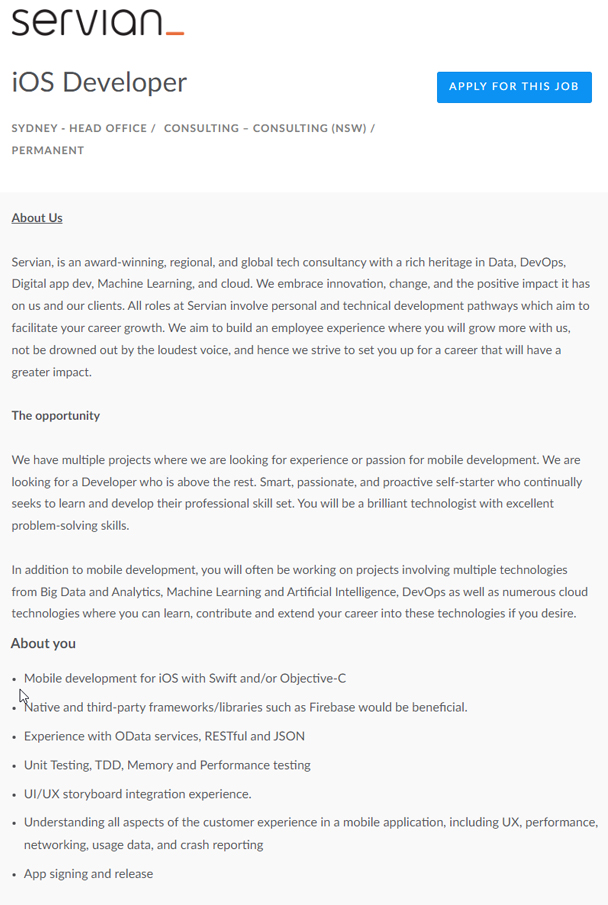 servian_
iOS Developer
APPLY FOR THIS JOB
SYDNEY - HEAD OFFICE / CONSULTING – CONSULTING (NSW) /
PERMANENT
About Us
Servian, is an award-winning, regional, and global tech consultancy with a rich heritage in Data, DevOps,
Digital app dev, Machine Learning, and cloud. We embrace innovation, change, and the positive impact it has
on us and our clients. All roles at Servian involve personal and technical development pathways which aim to
facilitate your career growth. We aim to build an employee experience where you will grow more with us,
not be drowned out by the loudest voice, and hence we strive to set you up for a career that will have a
greater impact.
The opportunity
We have multiple projects where we are looking for experience or passion for mobile development. We are
looking for a Developer who is above the rest. Smart, passionate, and proactive self-starter who continually
seeks to learn and develop their professional skill set. You will be a brilliant technologist with excellent
problem-solving skills.
In addition to mobile development, you will often be working on projects involving multiple technologies
from Big Data and Analytics, Machine Learning and Artificial Intelligence, DevOps as well as numerous cloud
technologies where you can learn, contribute and extend your career into these technologies if you desire.
About you
• Mobile development for iOS with Swift and/or Objective-C
• Native and third-party frameworks/libraries such as Firebase would be beneficial.
• Experience with OData services, RESTful and JSON
• Unit Testing, TDD, Memory and Performance testing
• UI/UX storyboard integration experience.
• Understanding all aspects of the customer experience in a mobile application, including UX, performance,
networking, usage data, and crash reporting
• App signing and release